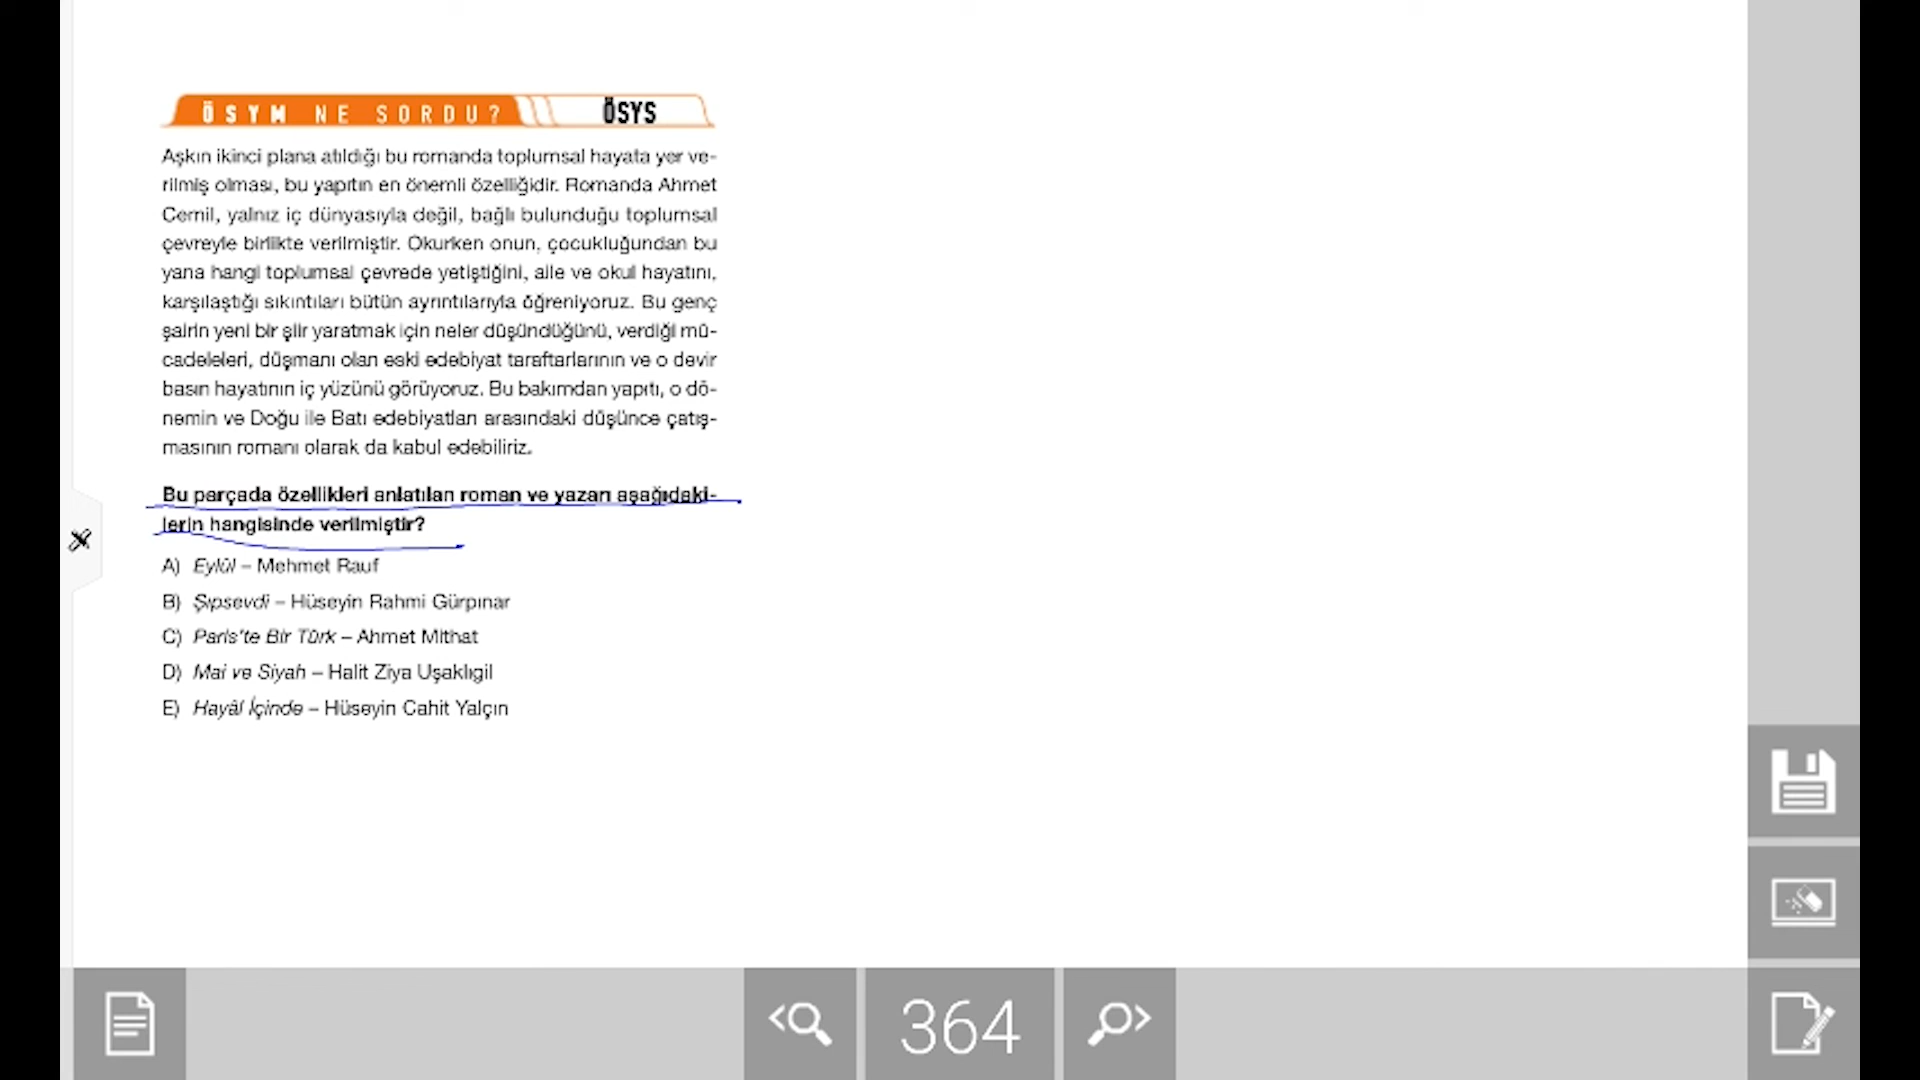 ÖSYM NE SORDU? ÖSYS
Aşkın ikinci plana atıldığı bu romanda toplumsal hayata yer ve-
rilmiş olması, bu yapıtın en önemli özelliğidir. Romanda Ahmet
Cemil, yalnız iç dünyasıyla değil, bağlı bulunduğu toplumsal
çevreyle birlikte verilmiştir. Okurken onun, çocukluğundan bu
yana hangi toplumsal çevrede yetiştiğini, aile ve okul hayatını,
karşılaştığı sıkıntıları bütün ayrıntılarıyla öğreniyoruz. Bu genç
şairin yeni bir şiir yaratmak için neler düşündüğünü, verdiği mü-
cadeleleri, düşmanı olan eski edebiyat taraftarlarının ve o devir
basın hayatının iç yüzünü görüyoruz. Bu bakımdan yapıtı, o dö-
nemin ve Doğu ile Batı edebiyatları arasındaki düşünce çatış-
masının romanı olarak da kabul edebiliriz.
Bu parçada özellikleri anlatılan roman ve yazarı aşağıdaki-
lerin hangisinde verilmiştir?
A) Eylül – Mehmet Rauf
B) Şıpsevdi – Hüseyin Rahmi Gürpınar
C) Paris'te Bir Türk – Ahmet Mithat
D) Mai ve Siyah – Halit Ziya Uşaklıgil
E) Hayâl İçinde – Hüseyin Cahit Yalçın
364